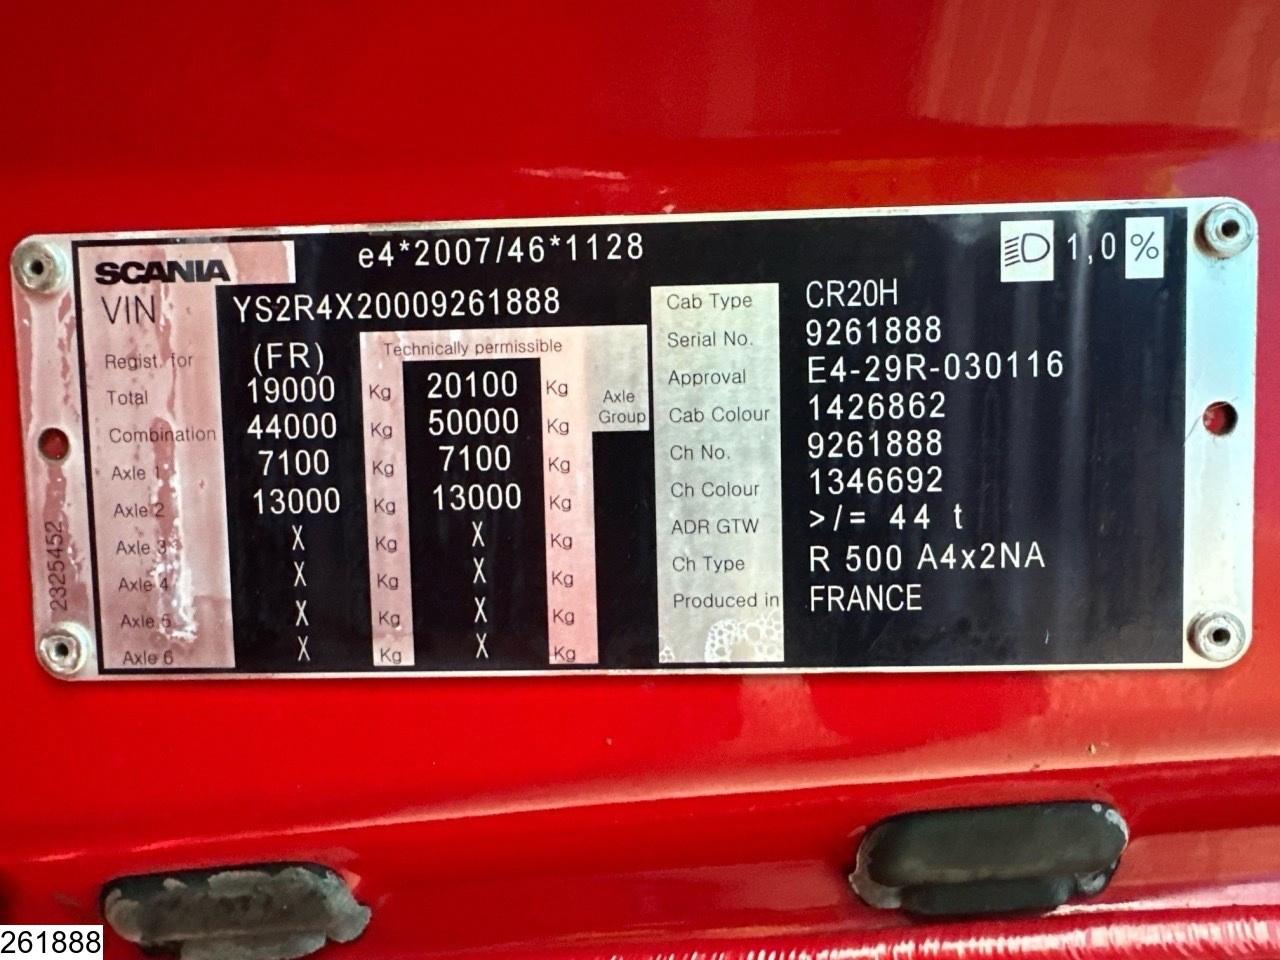 SCANIA e4*2007/46*1128 1,0 %
VIN YS2R4X20009261888
Regist. for (FR) Technically permissible
Total 19000 Kg 20100 Kg Axle Group
Combination 44000 Kg 50000 Kg
Axle 1 7100 Kg 7100 Kg
Axle 2 13000 Kg 13000 Kg
Axle 3 X Kg X Kg
Axle 4 X Kg X Kg
Axle 5 X Kg X Kg
Axle 6 X Kg X Kg
Cab Type CR20H
Serial No. 9261888
Approval E4-29R-030116
Cab Colour 1426862
Ch No. 9261888
Ch Colour 1346692
ADR GTW >/= 44 t
Ch Type R 500 A4x2NA
Produced in FRANCE
2325452
261888